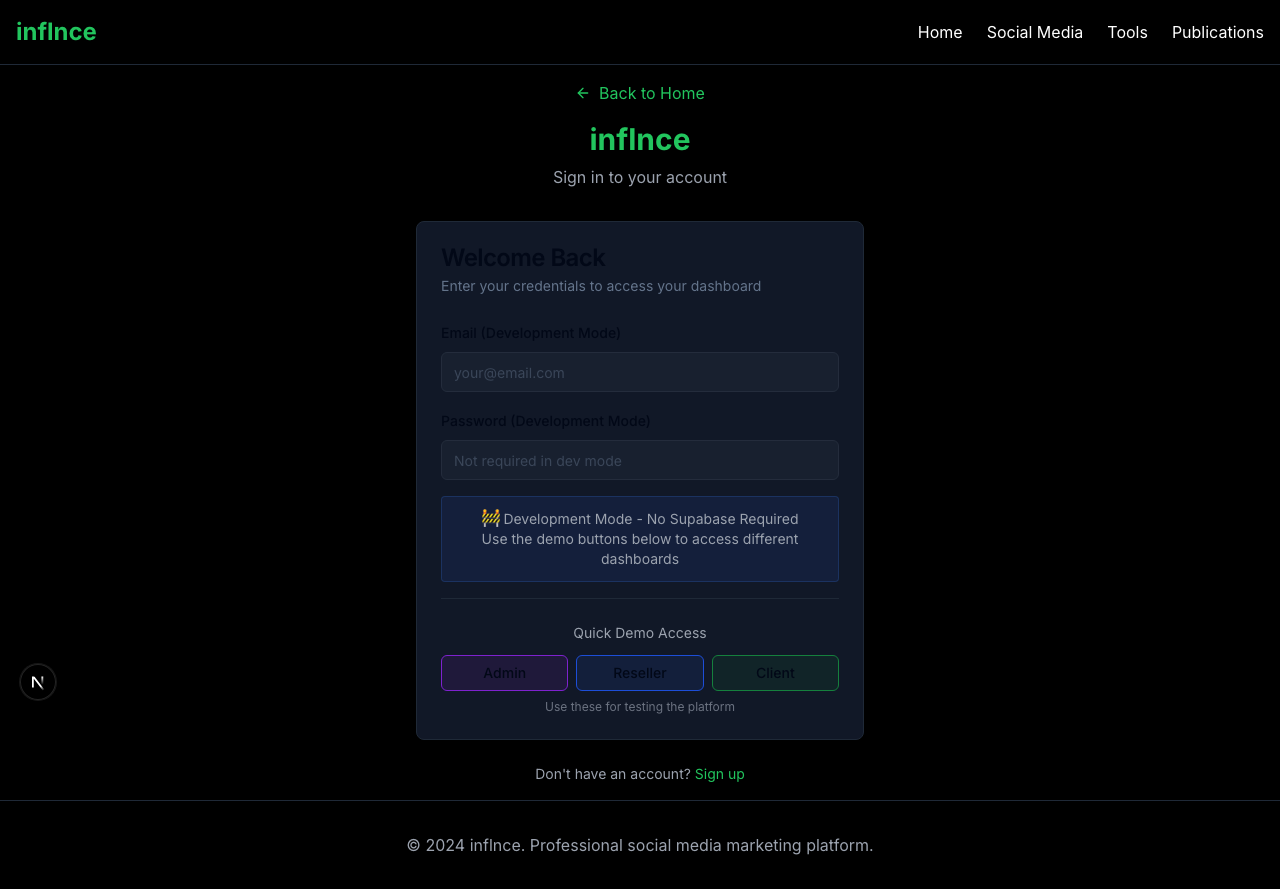 inflnce
Home
Social Media
Tools
Publications
← Back to Home
inflnce
Sign in to your account
Welcome Back
Enter your credentials to access your dashboard
Email (Development Mode)
your@email.com
Password (Development Mode)
Not required in dev mode
🚧 Development Mode - No Supabase Required
Use the demo buttons below to access different
dashboards
Quick Demo Access
Admin
Reseller
Client
Use these for testing the platform
N
Don't have an account? Sign up
© 2024 inflnce. Professional social media marketing platform.